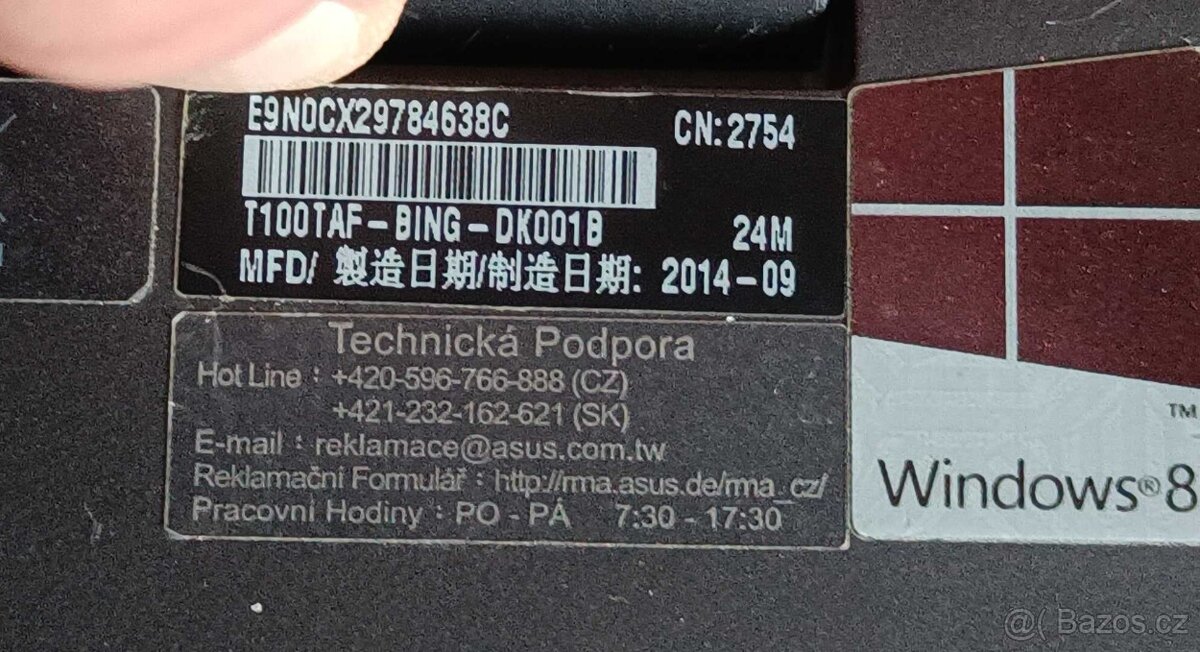 E9N0CX29784638C
CN:2754
T100TAF-BING-DK001B
24M
MFD/ 製造日期/制造日期: 2014-09
Technická Podpora
Hot Line : +420-596-766-888 (CZ)
+421-232-162-621 (SK)
E-mail : reklamace@asus.com.tw
Reklamační Formulář : http://rma.asus.de/rma_cz/
Pracovní Hodiny : PO - PÁ 7:30 - 17:30
TM
Windows®8
@( Bazos.cz